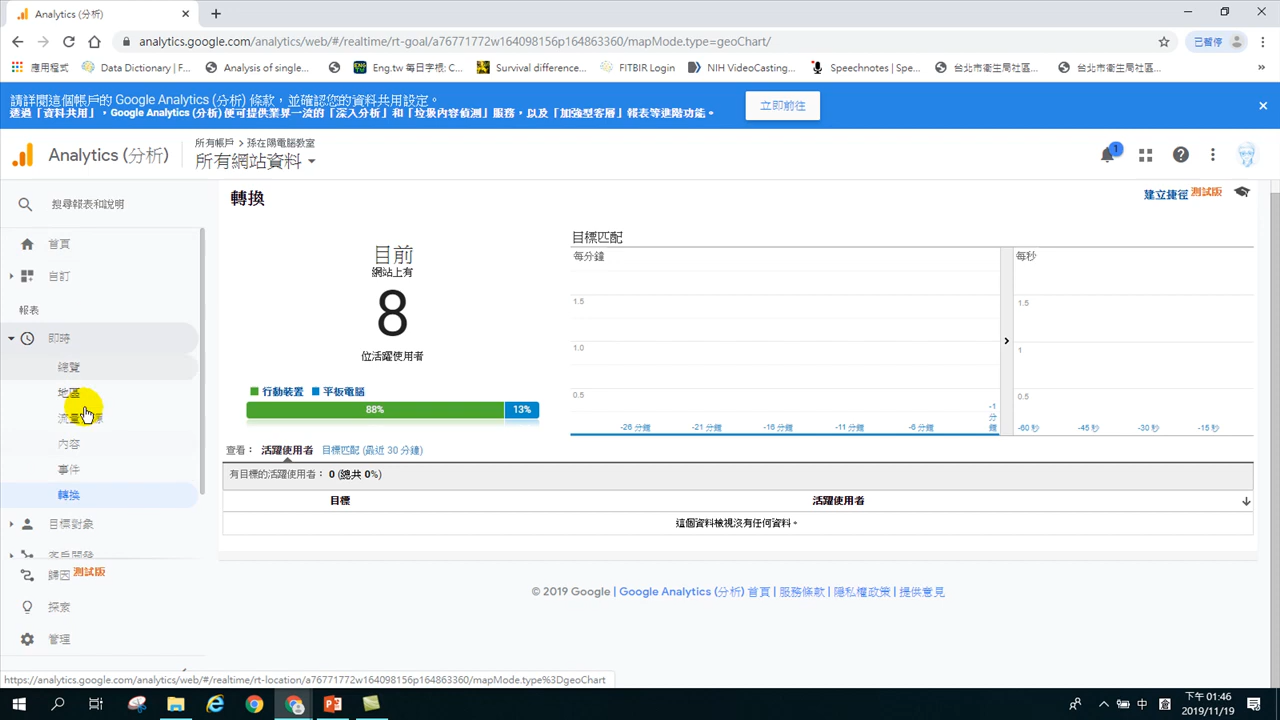 Analytics (分析)
analytics.google.com/analytics/web/#/realtime/rt-goal/a76771772w164098156p164863360/mapMode.type=geoChart/
已暫停
應用程式
Data Dictionary | F...
Analysis of single...
Eng.tw 每日字根; C...
Survival difference...
FITBIR Login
NIH VideoCasting...
Speechnotes | Spe...
台北市衛生局社區...
台北市衛生局社區...
»
請詳閱這個帳戶的 Google Analytics (分析) 條款，並確認您的資料共用設定。
透過「資料共用」，Google Analytics (分析) 便可提供業界一流的「深入分析」和「垃圾內容偵測」服務，以及「加強型客層」報表等進階功能。
立即前往
Analytics (分析)
所有帳戶 > 孫在陽電腦教室
所有網站資料
1
搜尋報表和說明
首頁
自訂
報表
即時
總覽
地區
內容
事件
轉換
目標對象
客戶開發
歸因 測試版
探索
管理
轉換
建立捷徑 測試版
目前
網站上有
8
位活躍使用者
行動裝置 平板電腦
88% 13%
目標匹配
每分鐘
每秒
1.5
1.0
0.5
1.5
1
0.5
-26 分鐘
-21 分鐘
-16 分鐘
-11 分鐘
-6 分鐘
-1
分
鐘
-60 秒
-45 秒
-30 秒
-15 秒
查看： 活躍使用者 目標匹配 (最近 30 分鐘)
有目標的活躍使用者： 0 (總共 0%)
目標 活躍使用者
這個資料檢視沒有任何資料。
© 2019 Google | Google Analytics (分析) 首頁 | 服務條款 | 隱私權政策 | 提供意見
https://analytics.google.com/analytics/web/#/realtime/rt-location/a76771772w164098156p164863360/mapMode.type%3DgeoChart
中
下午 01:46
2019/11/19